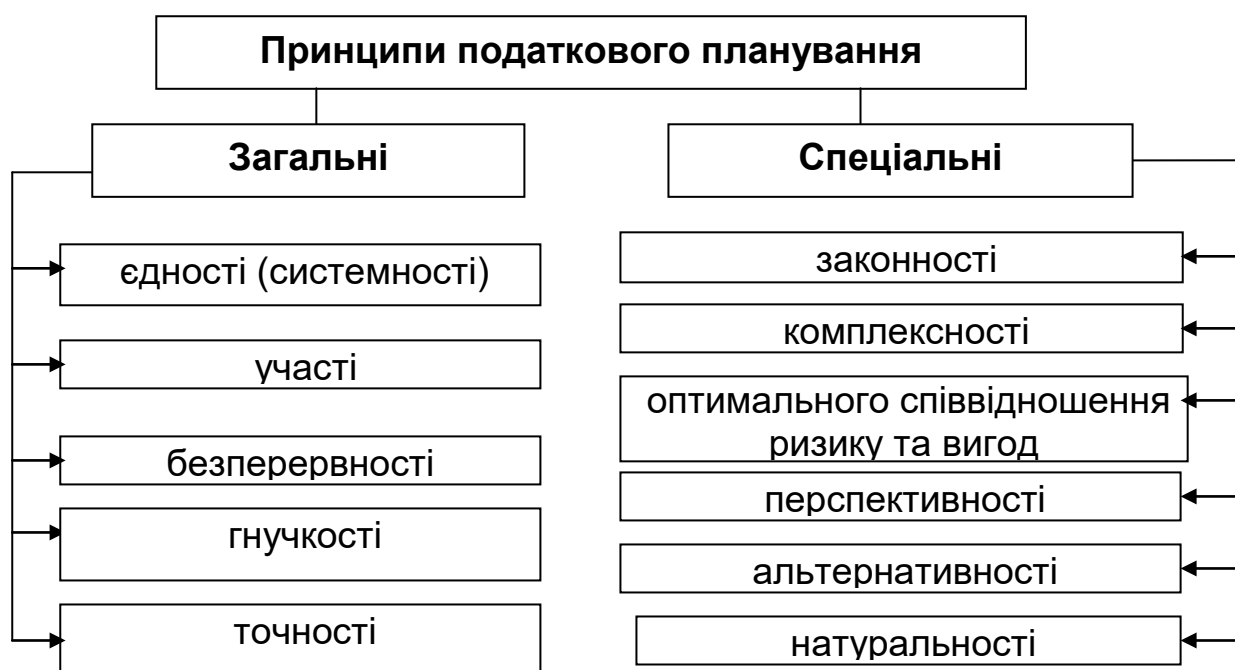 Принципи податкового планування
Загальні
Спеціальні
єдності (системності)
участі
безперервності
гнучкості
точності
законності
комплексності
оптимального співвідношення
ризику та вигод
перспективності
альтернативності
натуральності